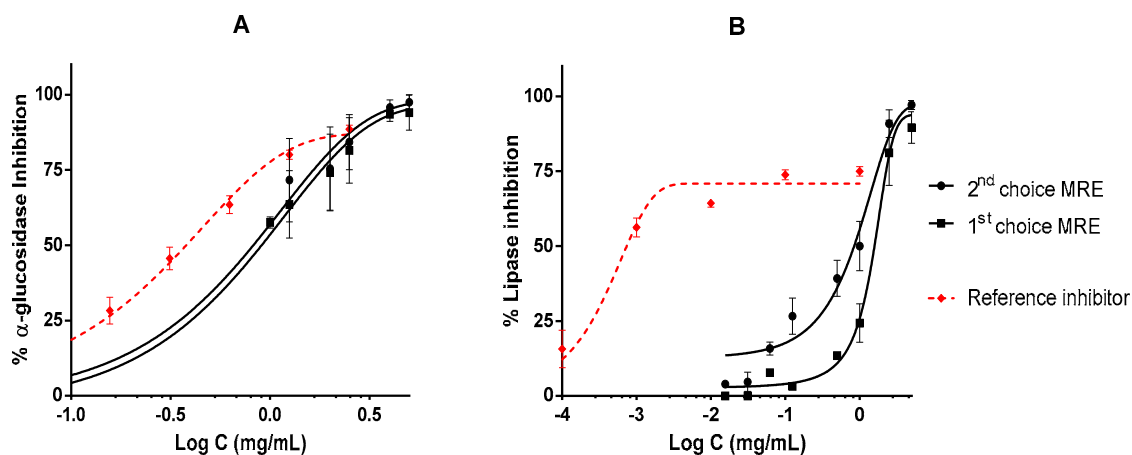 A
B
% α-glucosidase Inhibition
100
75
50
25
0
-1.0
-0.5
0.0
0.5
Log C (mg/mL)
% Lipase inhibition
100
75
50
25
0
-4
-3
-2
-1
0
Log C (mg/mL)
2nd choice MRE
1st choice MRE
Reference inhibitor